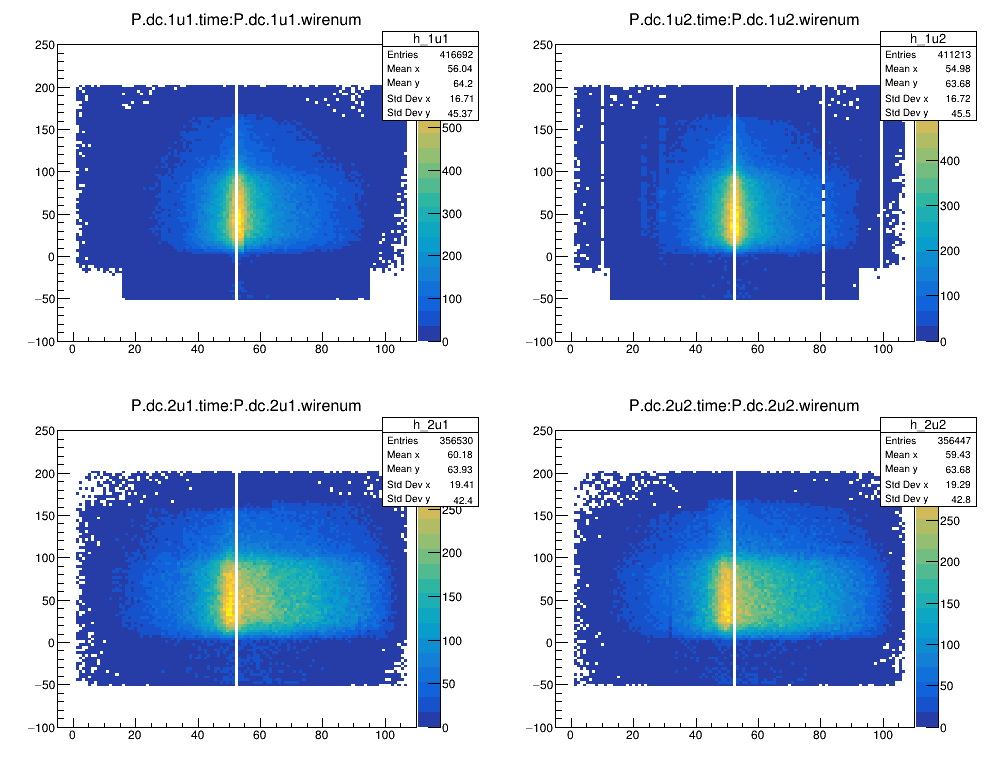 P.dc.1u1.time:P.dc.1u1.wirenum
h_1u1
Entries 416692
Mean x 56.04
Mean y 64.2
Std Dev x 16.71
Std Dev y 45.37
250
200
150
100
50
0
−50
−100
0 20 40 60 80 100
500
400
300
200
100
0
P.dc.1u2.time:P.dc.1u2.wirenum
h_1u2
Entries 411213
Mean x 54.98
Mean y 63.68
Std Dev x 16.72
Std Dev y 45.5
250
200
150
100
50
0
−50
−100
0 20 40 60 80 100
400
300
200
100
0
P.dc.2u1.time:P.dc.2u1.wirenum
h_2u1
Entries 356530
Mean x 60.18
Mean y 63.93
Std Dev x 19.41
Std Dev y 42.4
250
200
150
100
50
0
−50
−100
0 20 40 60 80 100
250
200
150
100
50
0
P.dc.2u2.time:P.dc.2u2.wirenum
h_2u2
Entries 356447
Mean x 59.43
Mean y 63.68
Std Dev x 19.29
Std Dev y 42.8
250
200
150
100
50
0
−50
−100
0 20 40 60 80 100
250
200
150
100
50
0